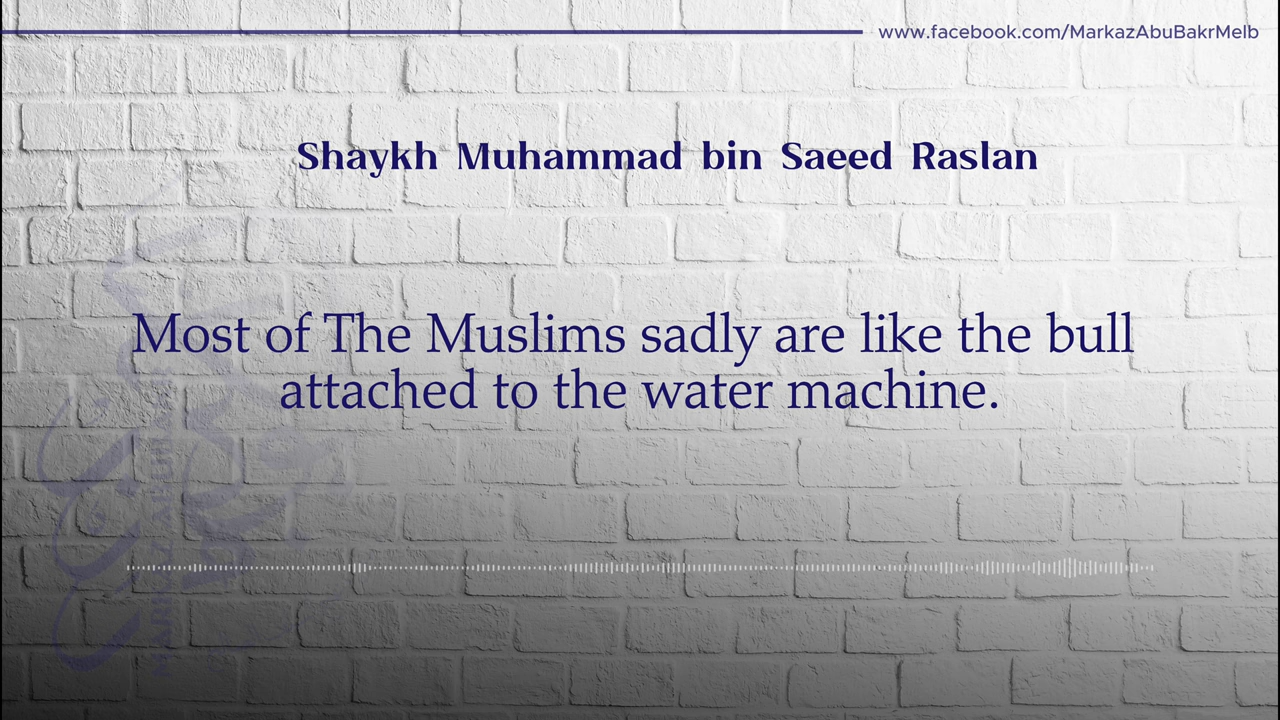 www.facebook.com/MarkazAbuBakrMelb
Shaykh Muhammad bin Saeed Raslan
Most of The Muslims sadly are like the bull
attached to the water machine.